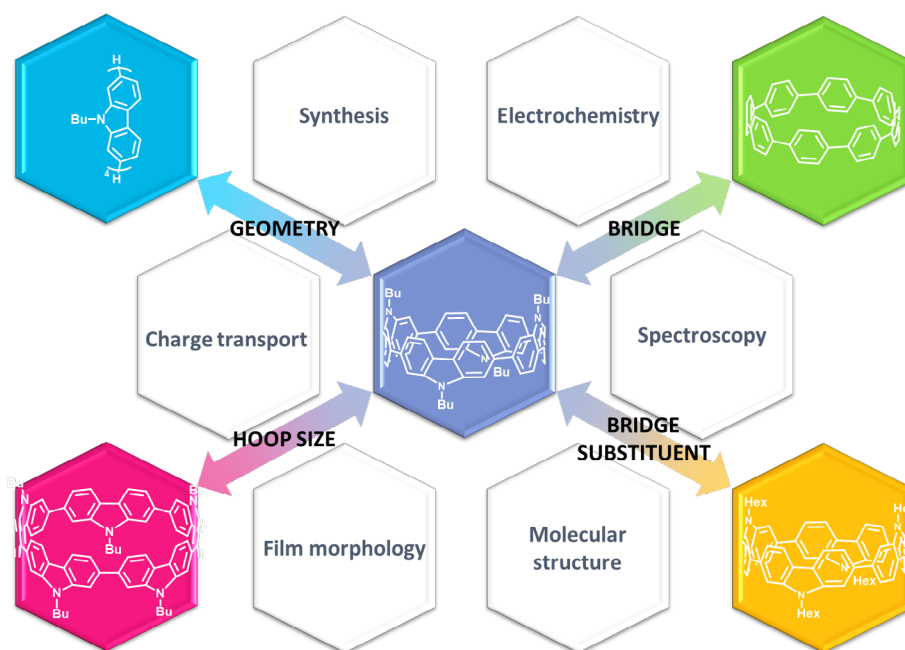 H
Bu
N
4
H
Synthesis
Electrochemistry
GEOMETRY
BRIDGE
Charge transport
Bu
N
Bu
N
N
Bu
N
Bu
Spectroscopy
HOOP SIZE
BRIDGE
SUBSTITUENT
Bu
N
N
Bu
N
N
Bu
Bu
Film morphology
Molecular
structure
Hex
N
N
N
Hex
N
Hex